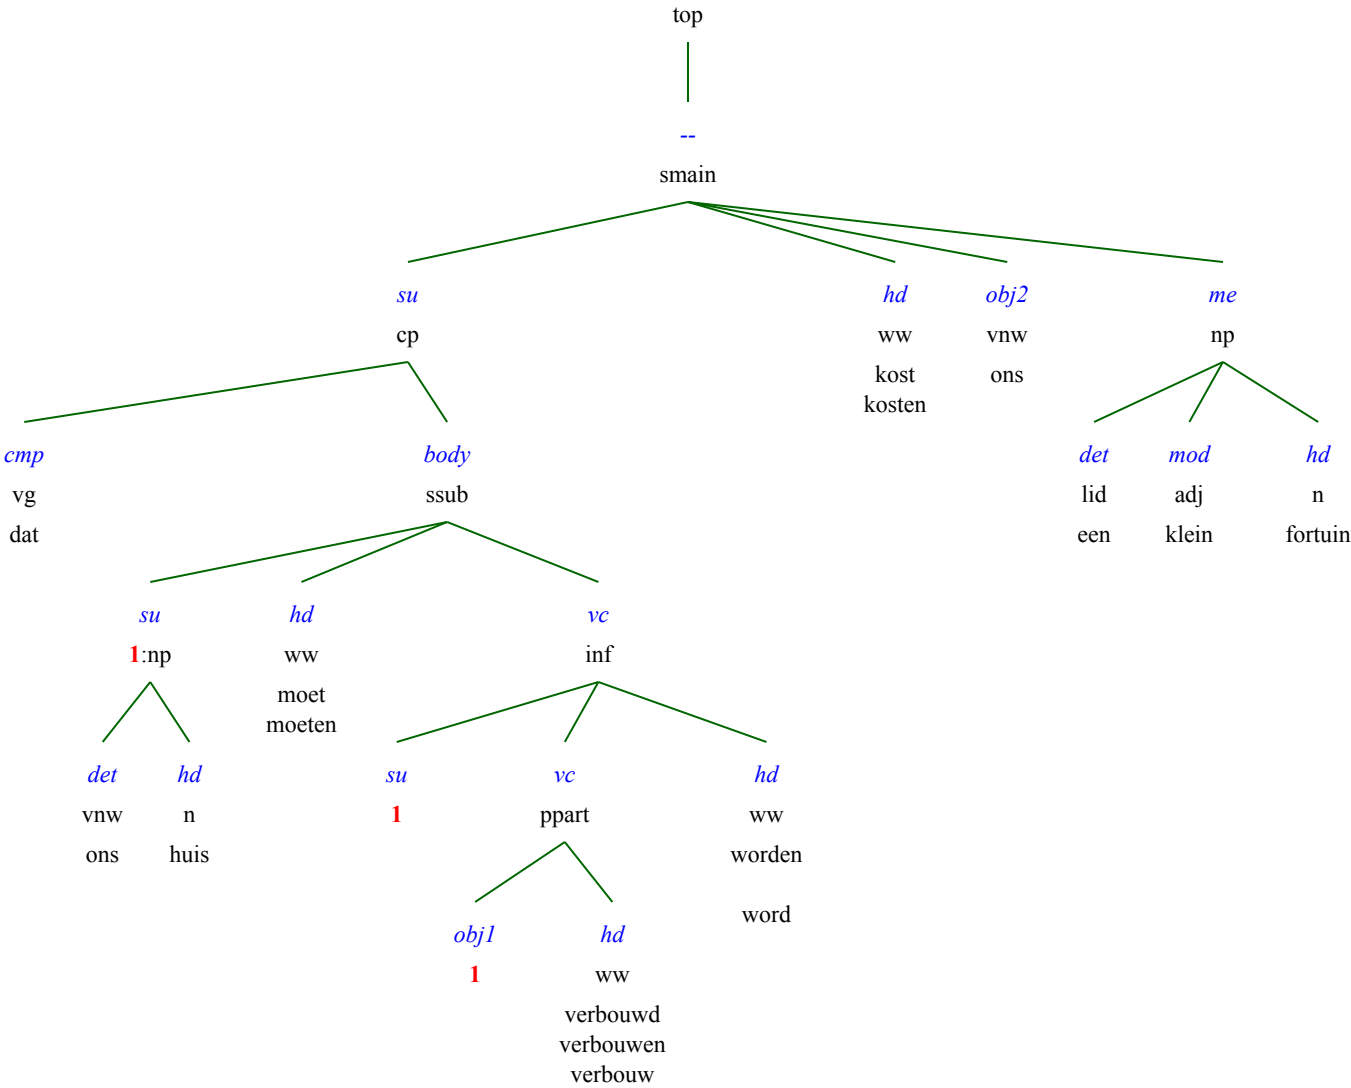 top
--
smain
su hd obj2 me
cp ww vnw np
kost ons
kosten
cmp body det mod hd
vg ssub lid adj n
dat een klein fortuin
su hd vc
1:np ww inf
moet
moeten
det hd su vc hd
vnw n 1 ppart ww
ons huis worden
word
obj1 hd
1 ww
verbouwd
verbouwen
verbouw